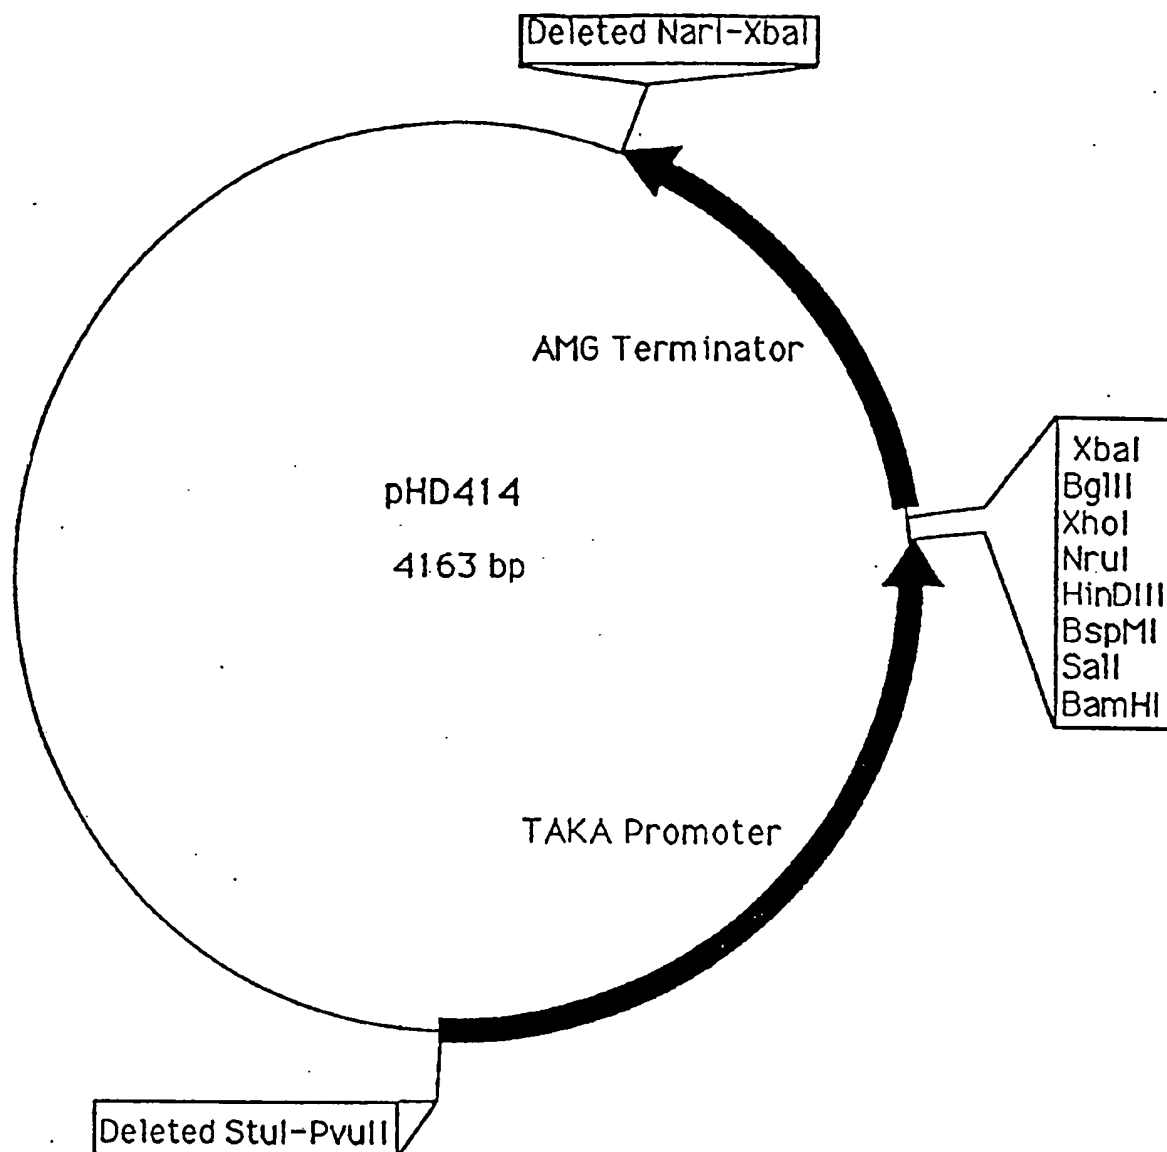 Deleted NarI-XbaI
AMG Terminator
pHD414
4163 bp
XbaI
BglII
XhoI
NruI
HinDIII
BspMI
SalI
BamHI
TAKA Promoter
Deleted StuI-PvuII